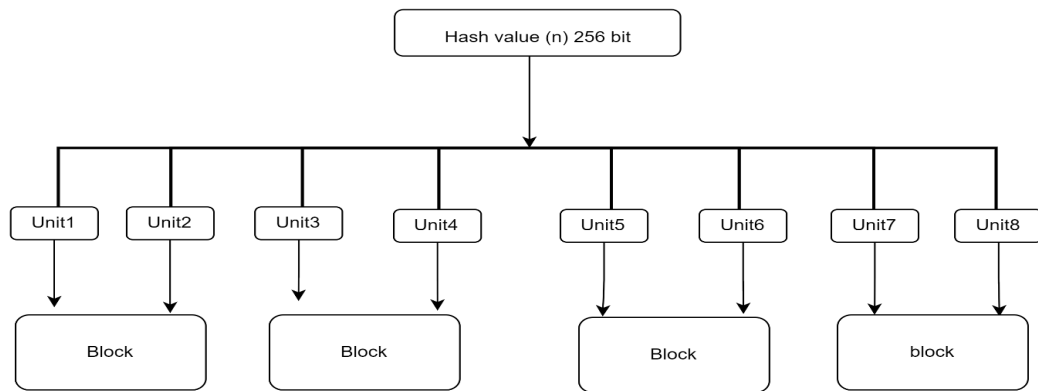 Hash value (n) 256 bit
Unit1
Unit2
Unit3
Unit4
Unit5
Unit6
Unit7
Unit8
Block
Block
Block
block